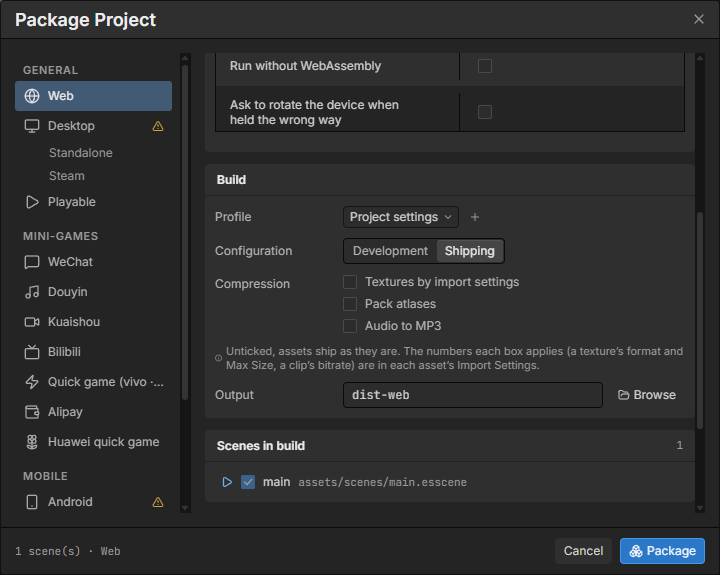 Package Project
GENERAL
Web
Desktop
Standalone
Steam
Playable
MINI-GAMES
WeChat
Douyin
Kuaishou
Bilibili
Quick game (vivo ·...
Alipay
Huawei quick game
MOBILE
Android
Run without WebAssembly
Ask to rotate the device when
held the wrong way
Build
Profile
Project settings
+
Configuration
Development
Shipping
Compression
Textures by import settings
Pack atlases
Audio to MP3
Unticked, assets ship as they are. The numbers each box applies (a texture's format and
Max Size, a clip's bitrate) are in each asset's Import Settings.
Output
dist-web
Browse
Scenes in build
1
main assets/scenes/main.esscene
1 scene(s) · Web
Cancel
Package